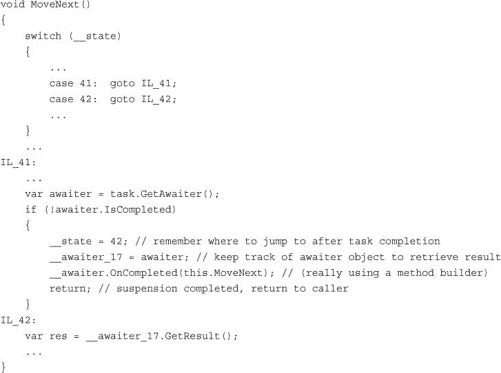 void MoveNext()
{
    switch (__state)
    {
        ...
        case 41:  goto IL_41;
        case 42:  goto IL_42;
        ...
    }
    ...
IL_41:
    ...
    var awaiter = task.GetAwaiter();
    if (!awaiter.IsCompleted)
    {
        __state = 42; // remember where to jump to after task completion
        __awaiter_17 = awaiter; // keep track of awaiter object to retrieve result
        __awaiter.OnCompleted(this.MoveNext); // (really using a method builder)
        return; // suspension completed, return to caller
    }
IL_42:
    var res = __awaiter_17.GetResult();
    ...
}